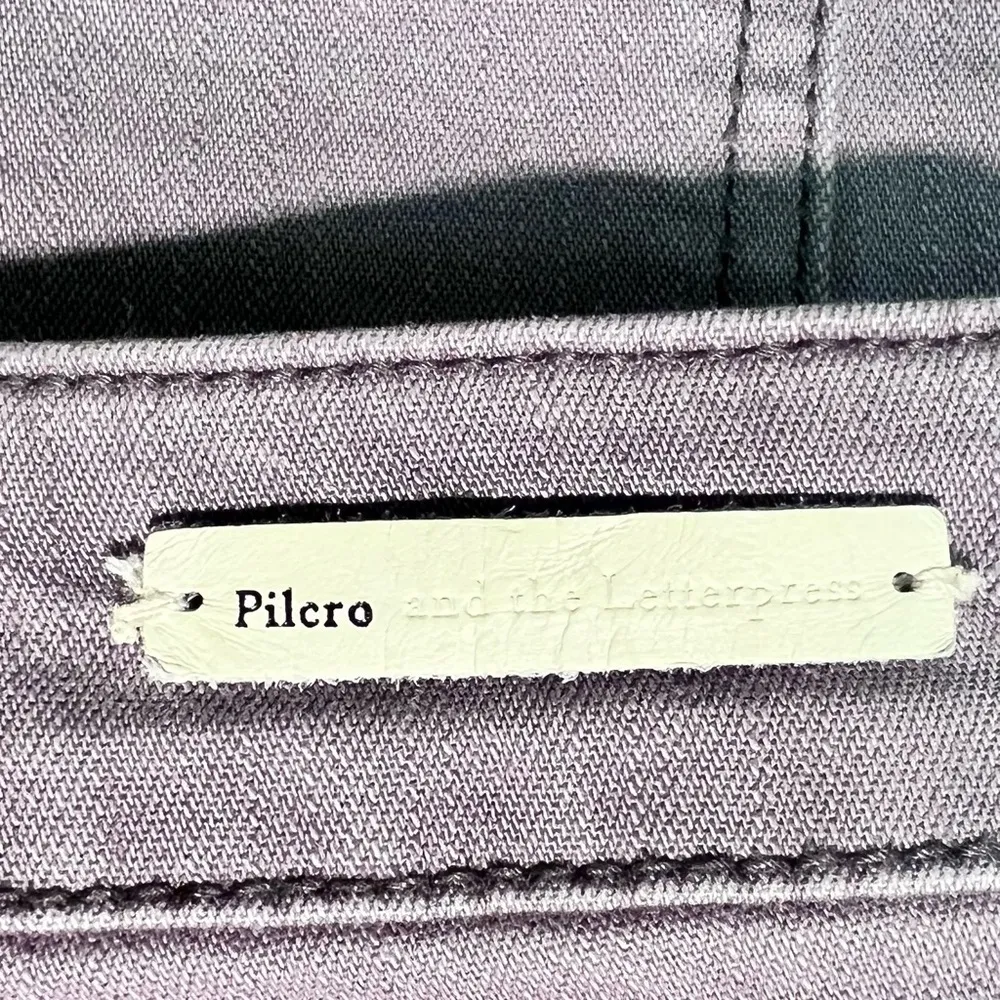 Pilcro and the Letterpress